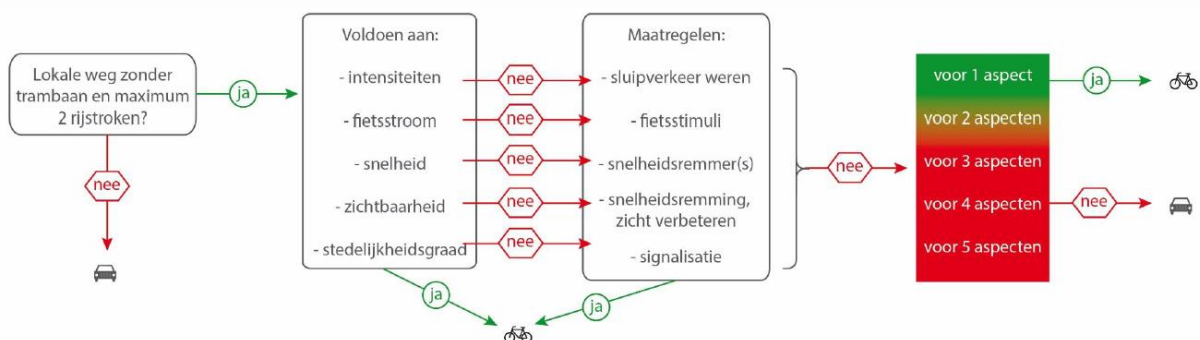 Lokale weg zonder
trambaan en maximum
2 rijstroken?
ja
nee
Voldoen aan:
- intensiteiten
- fietsstroom
- snelheid
- zichtbaarheid
- stedelijkheidsgraad
nee
nee
nee
nee
nee
Maatregelen:
- sluipverkeer weren
- fietsstimuli
- snelheidsremmer(s)
- snelheidsremming,
zicht verbeteren
- signalisatie
ja
ja
nee
voor 1 aspect
voor 2 aspecten
voor 3 aspecten
voor 4 aspecten
voor 5 aspecten
ja
nee